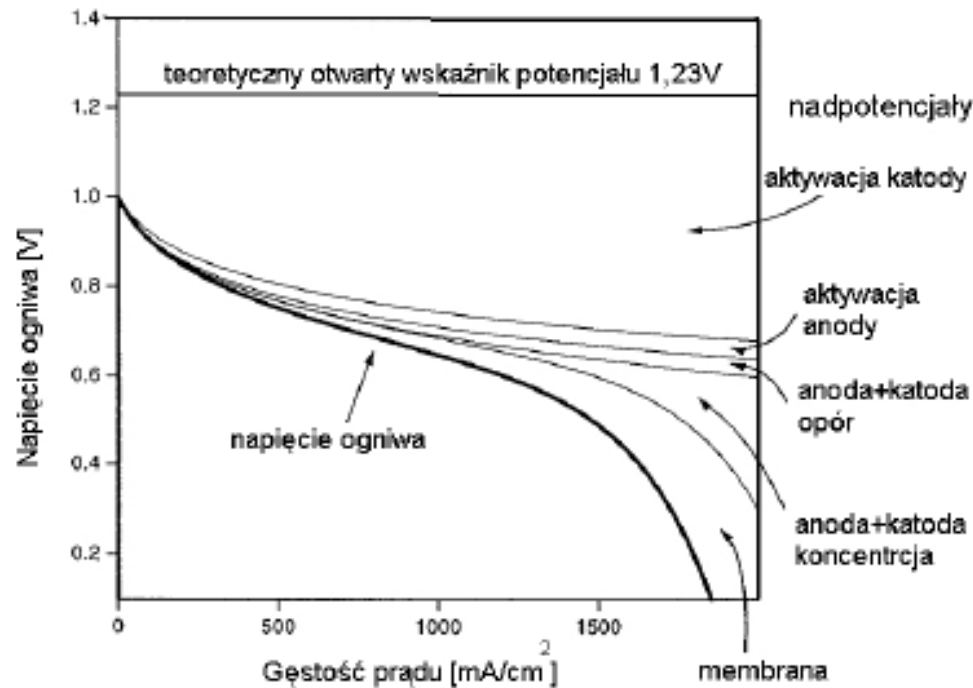 1.4
teoretyczny otwarty wskaźnik potencjału 1,23V
1.2
nadpotencjały
aktywacja katody
1.0
Napięcie ogniwa [V]
0.8
aktywacja
anody
0.6
anoda+katoda
opór
napięcie ogniwa
0.4
anoda+katoda
koncentrcja
0.2
0
500
1000
1500
Gęstość prądu [mA/cm²]
membrana